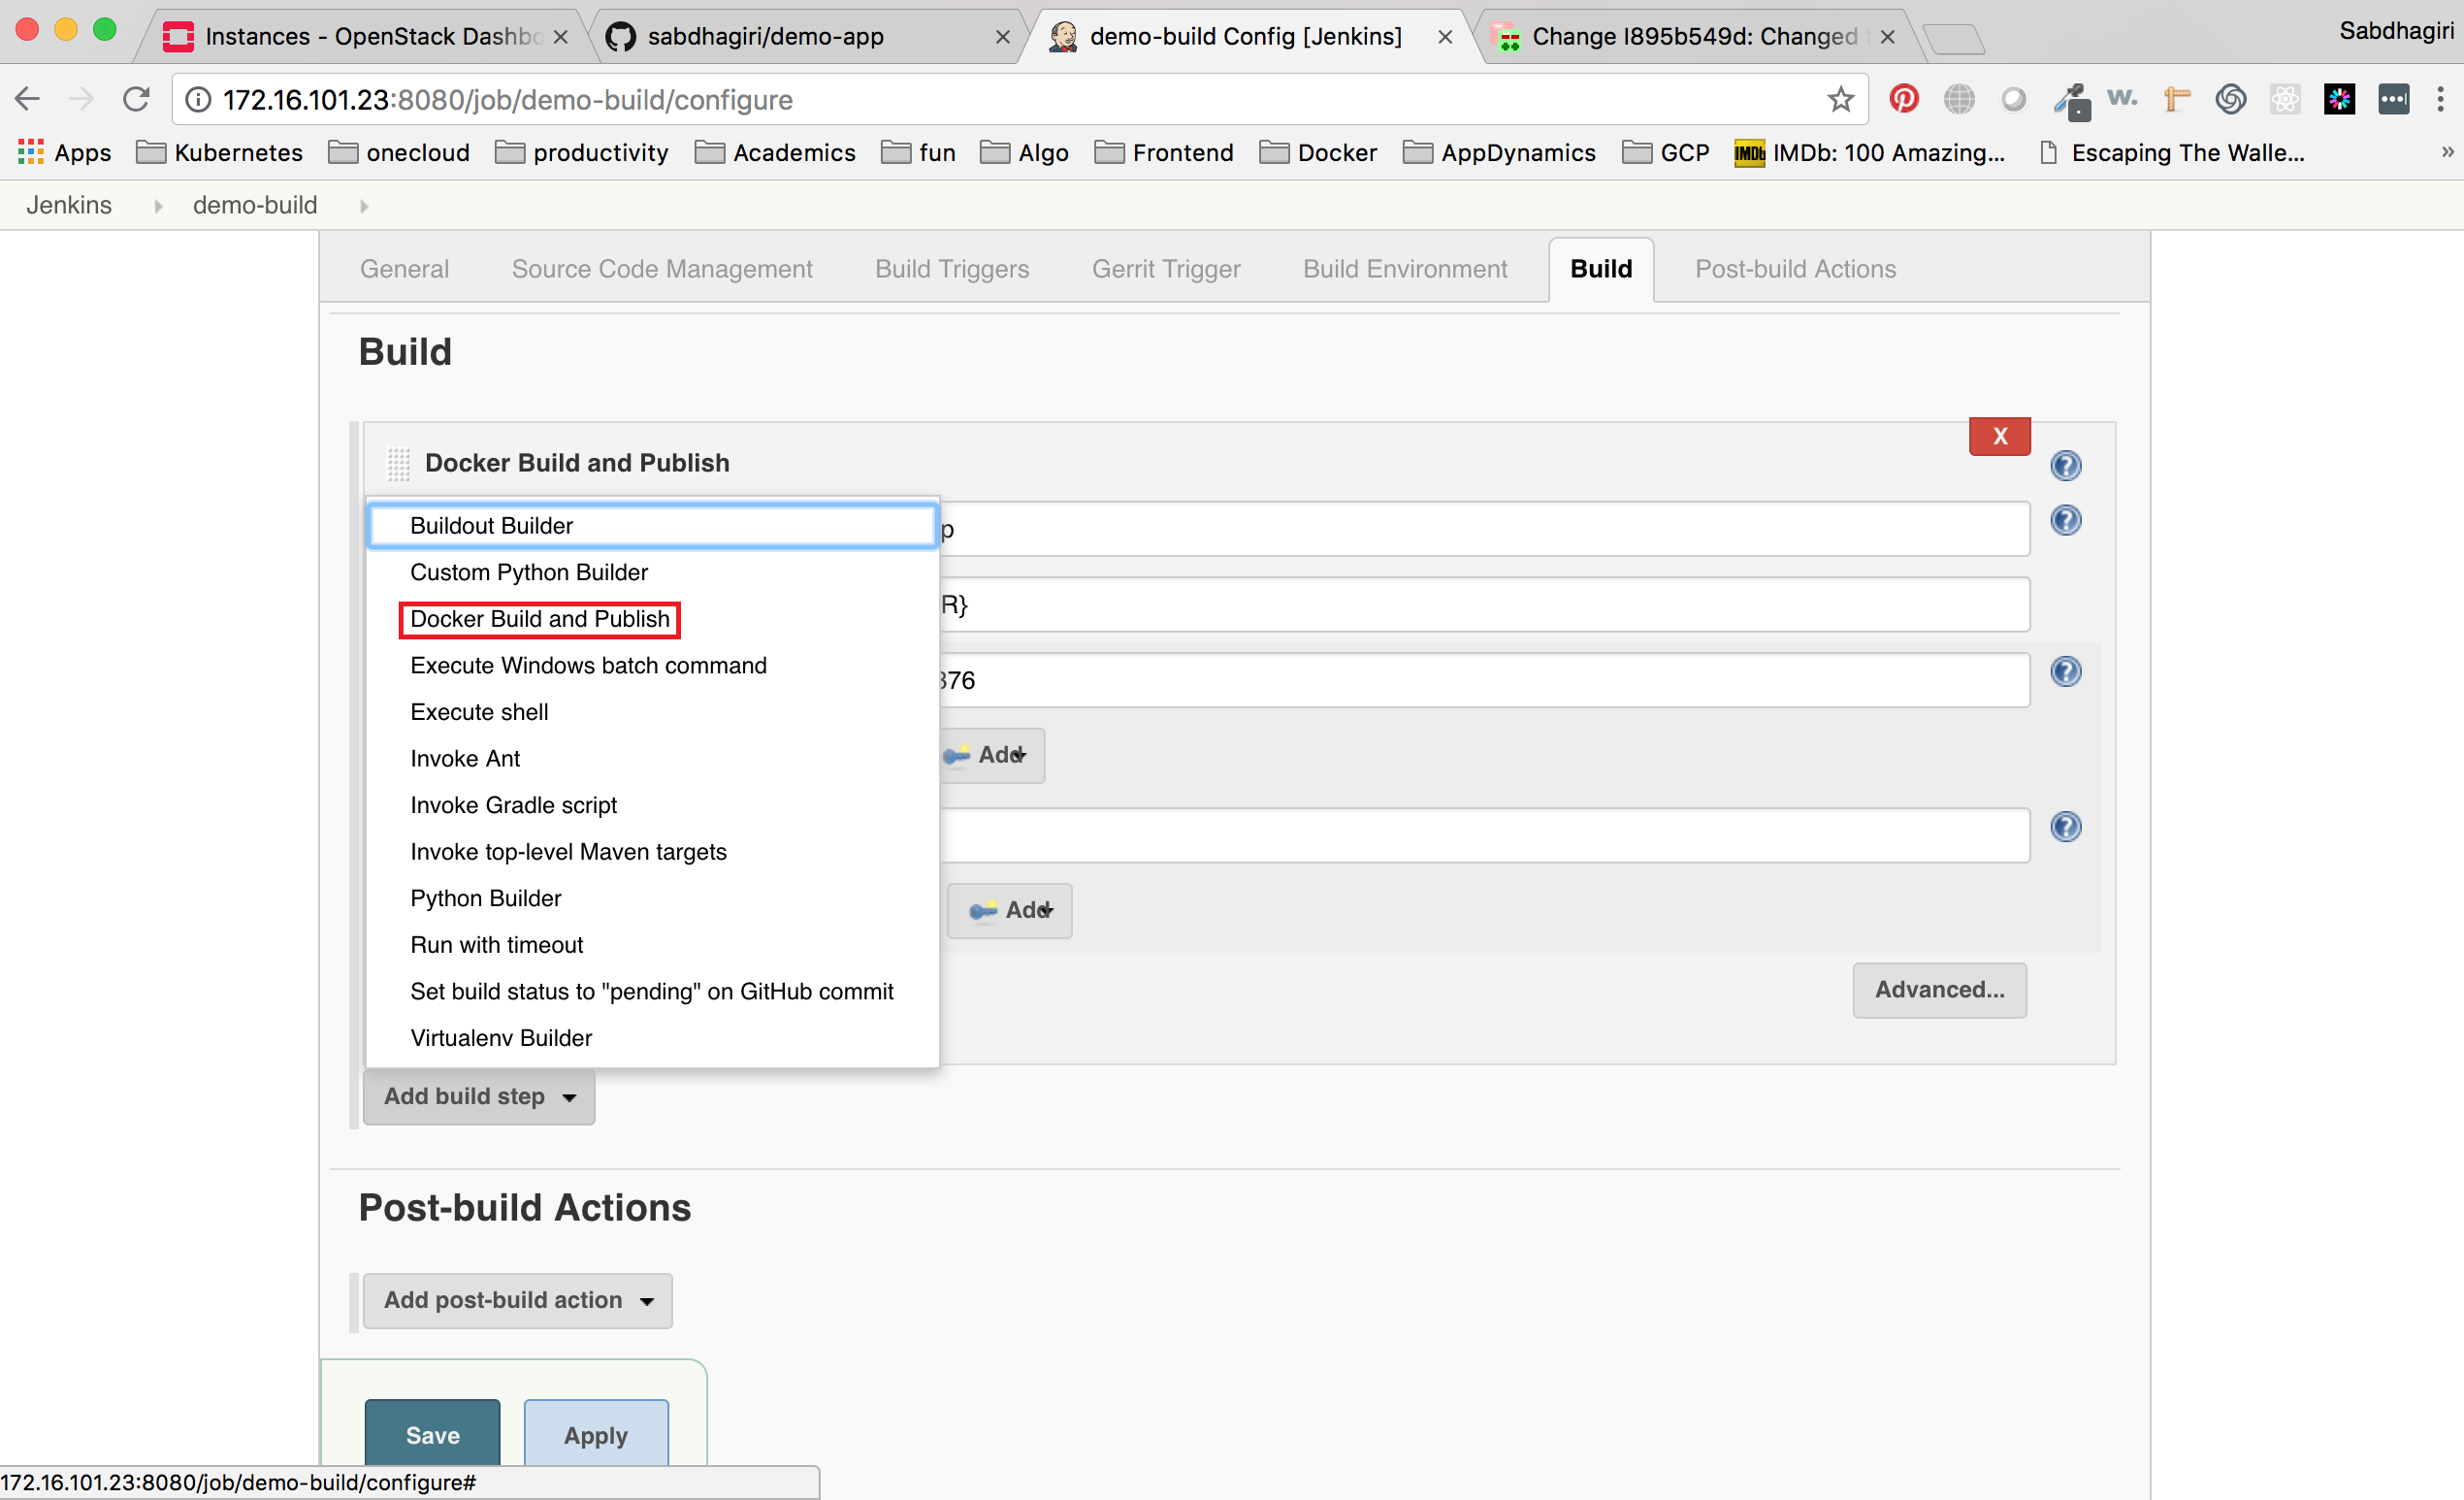 Instances - OpenStack Dashbo
sabdhagiri/demo-app
demo-build Config [Jenkins]
Change I895b549d: Changed
Sabdhagiri
172.16.101.23:8080/job/demo-build/configure
Apps Kubernetes onecloud productivity Academics fun Algo Frontend Docker AppDynamics GCP IMDb: 100 Amazing... Escaping The Walle... »
Jenkins demo-build
General Source Code Management Build Triggers Gerrit Trigger Build Environment Build Post-build Actions
Build
X
Docker Build and Publish
Buildout Builder
p
Custom Python Builder
Docker Build and Publish
R}
Execute Windows batch command
376
Execute shell
Invoke Ant
Add
Invoke Gradle script
Invoke top-level Maven targets
Python Builder
Add
Run with timeout
Set build status to "pending" on GitHub commit
Advanced...
Virtualenv Builder
Add build step
Post-build Actions
Add post-build action
Save Apply
172.16.101.23:8080/job/demo-build/configure#